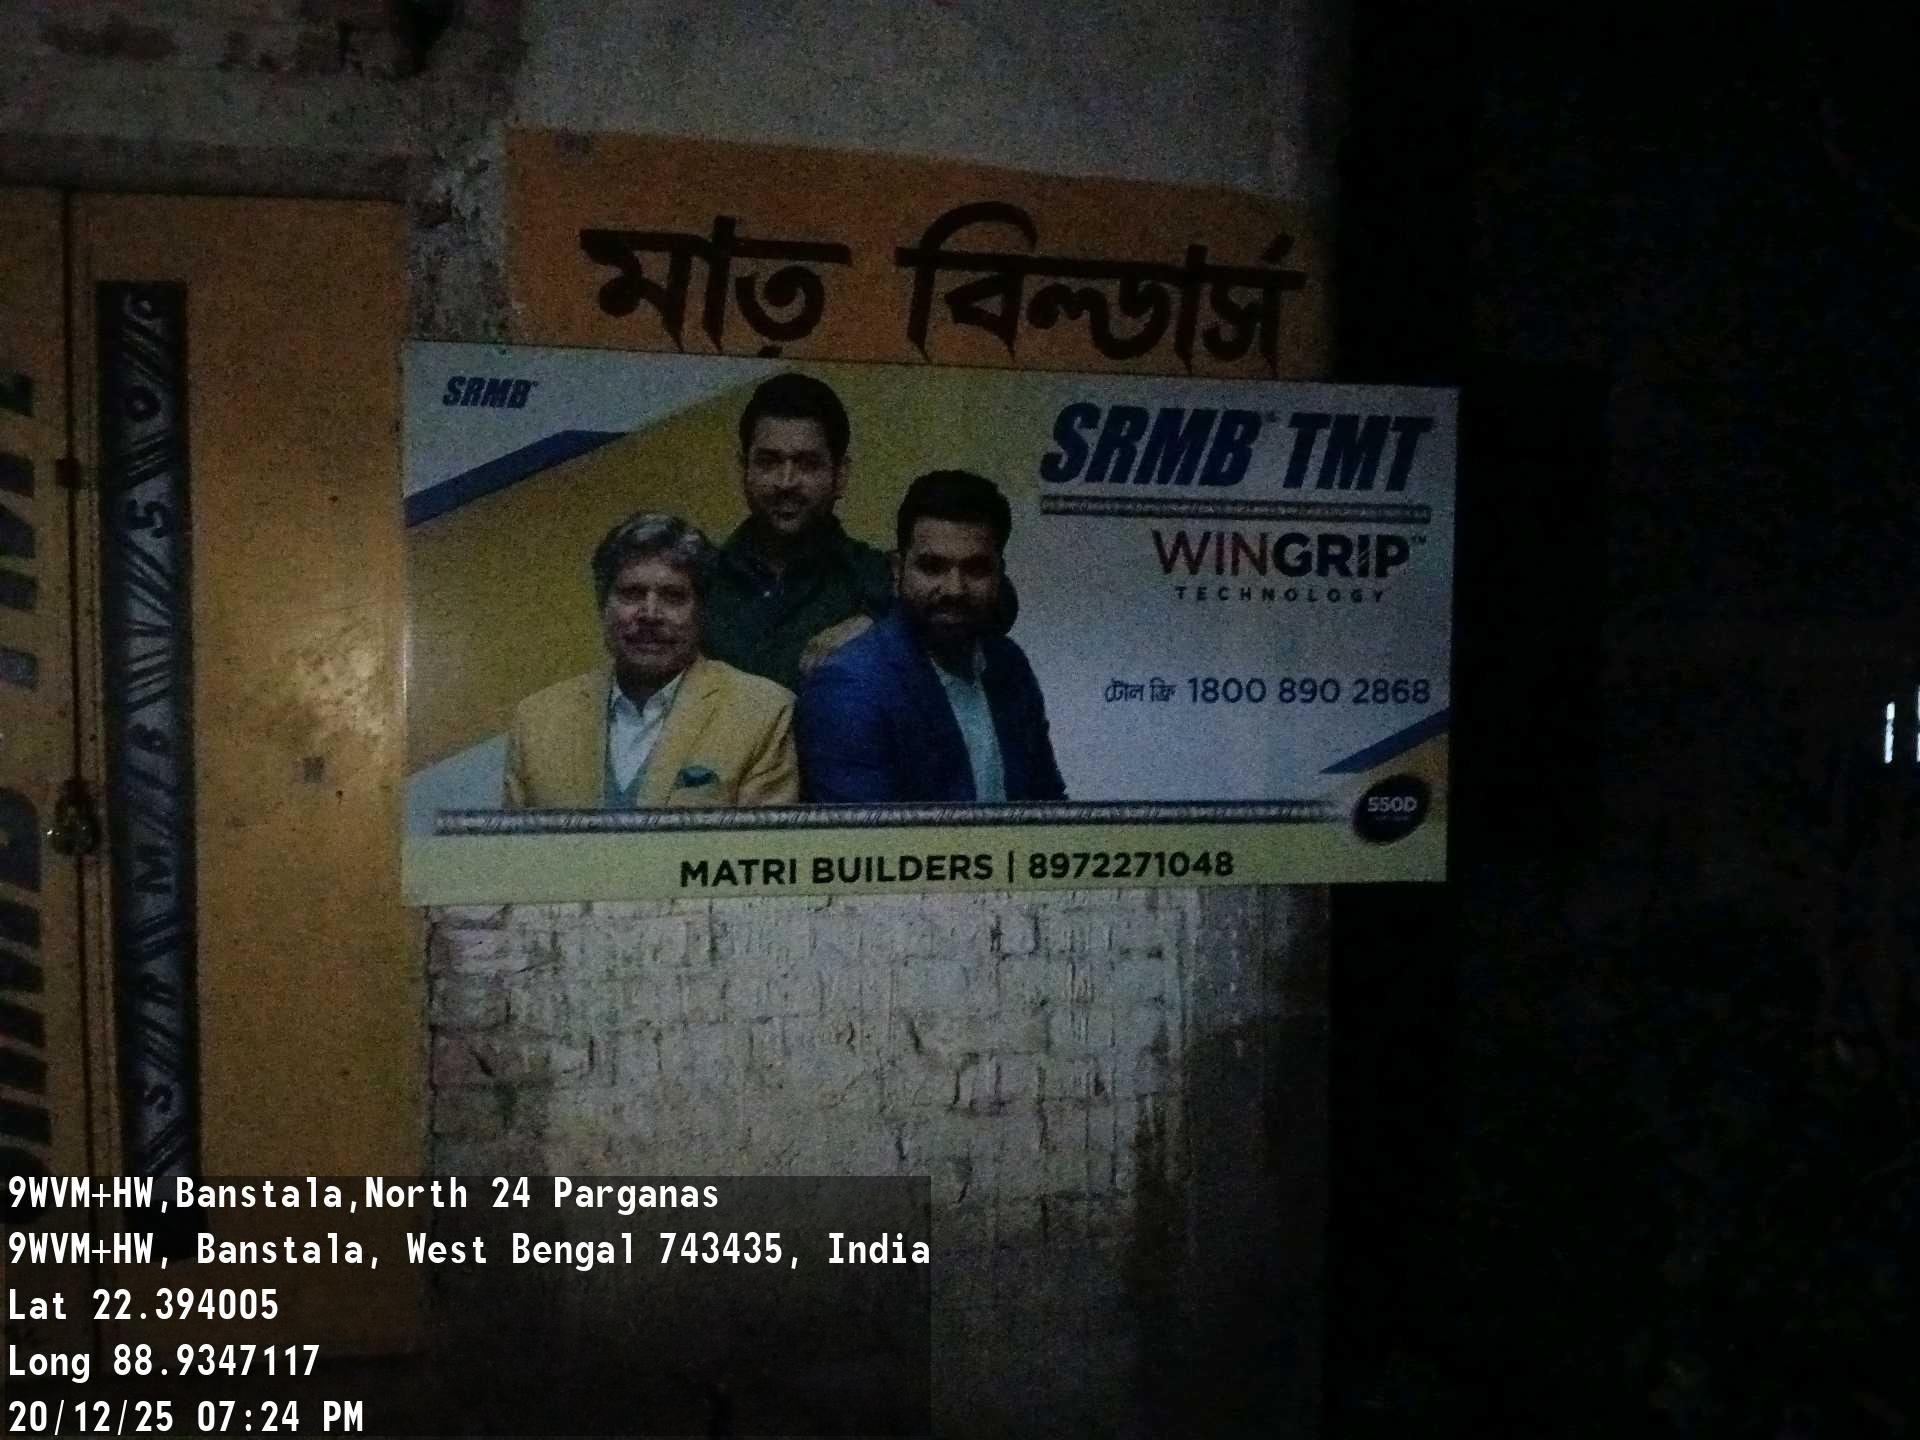 মাতৃ বিল্ডার্স
SRMB
SRMB TMT
WINGRIP™
TECHNOLOGY
টোল ফ্রি 1800 890 2868
550D
MATRI BUILDERS | 8972271048
S/R/M/B
9WVM+HW,Banstala,North 24 Parganas
9WVM+HW, Banstala, West Bengal 743435, India
Lat 22.394005
Long 88.9347117
20/12/25 07:24 PM